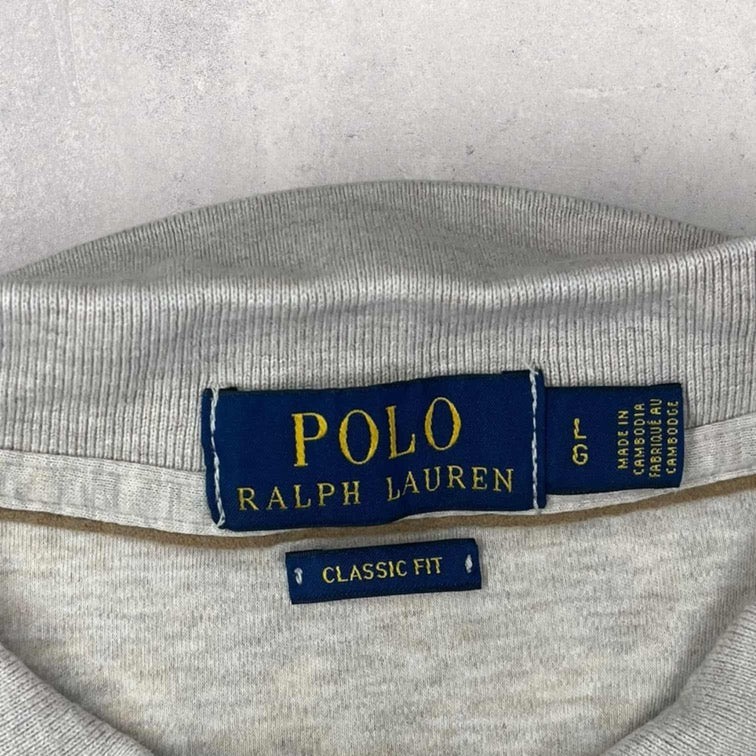 POLO
RALPH LAUREN
L
G
MADE IN
CAMBODIA
FABRIQUÉ AU
CAMBODGE
CLASSIC FIT